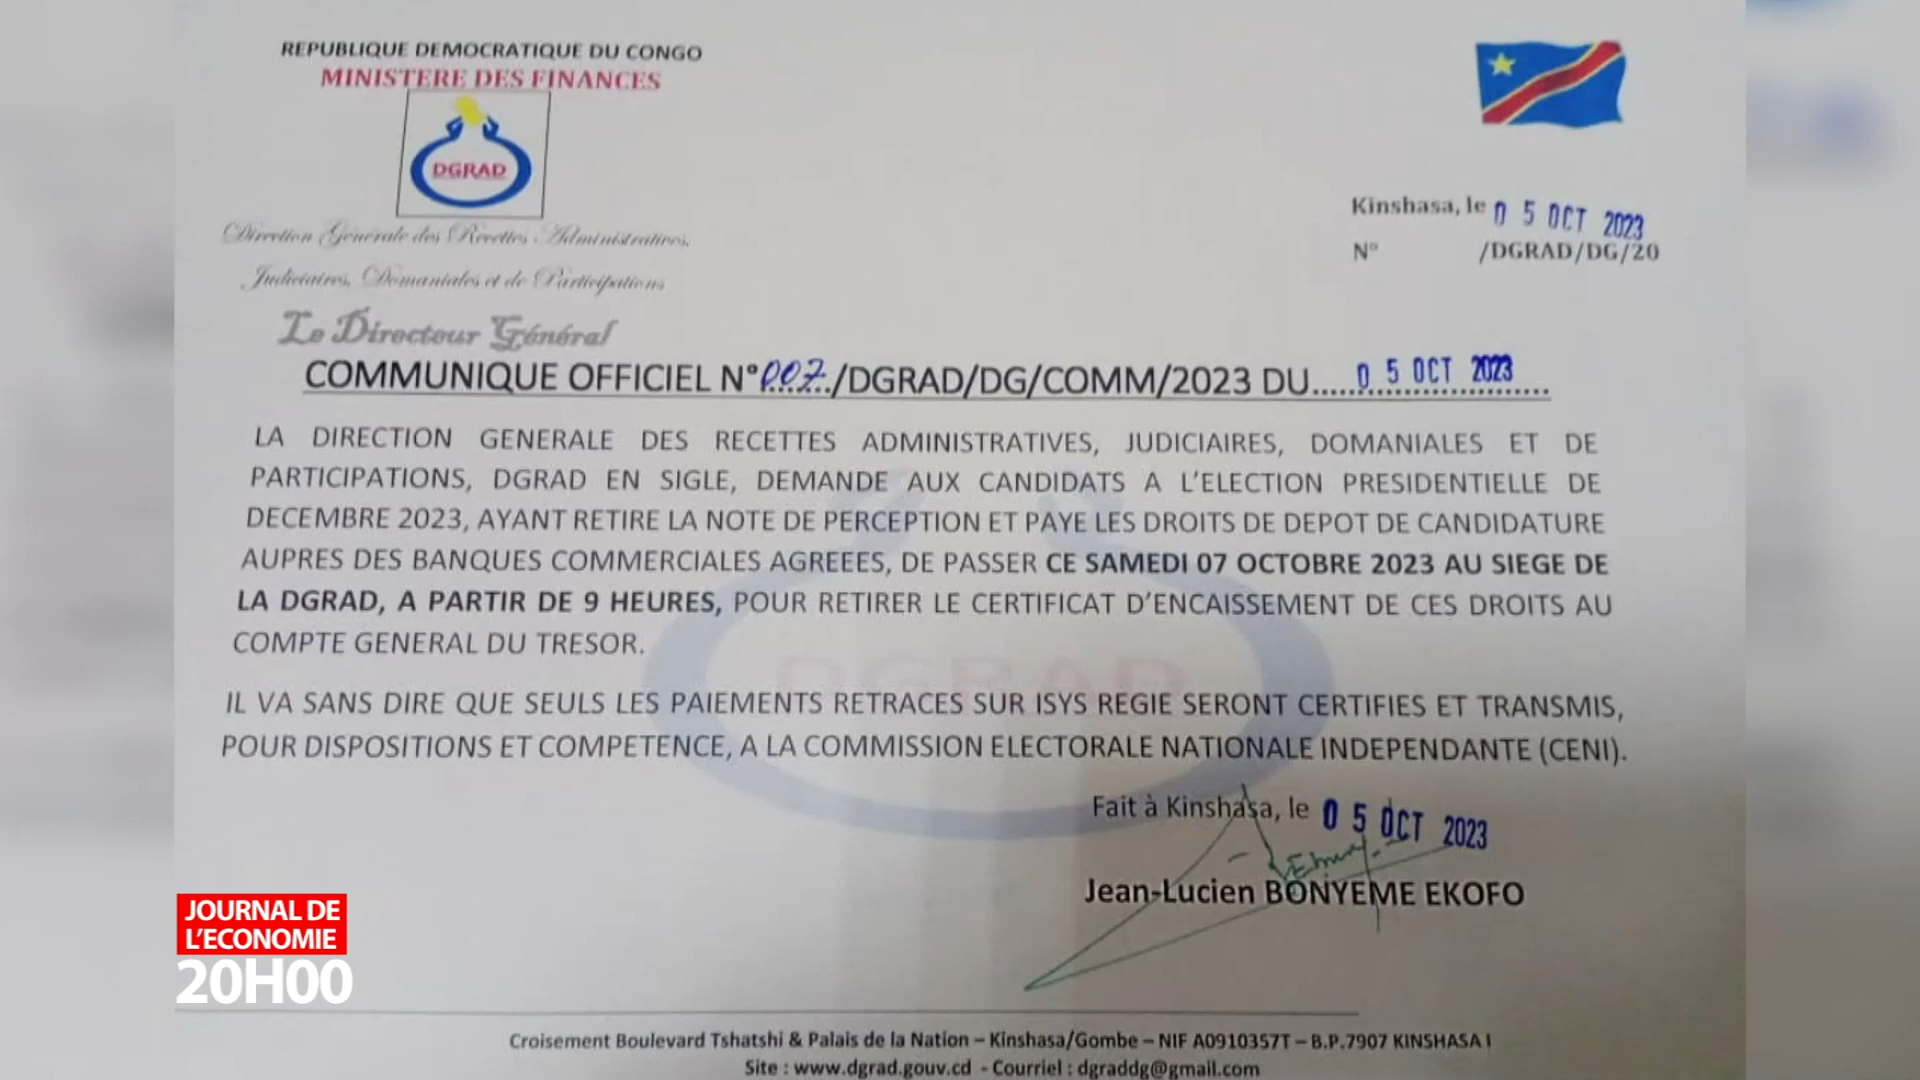 REPUBLIQUE DEMOCRATIQUE DU CONGO
MINISTERE DES FINANCES
DGRAD
Direction Générale des Recettes Administratives,
Judiciaires, Domaniales et de Participations
Le Directeur Général
Kinshasa, le 05 OCT 2023
N° /DGRAD/DG/20
COMMUNIQUE OFFICIEL N°007/DGRAD/DG/COMM/2023 DU.....05 OCT 2023
LA DIRECTION GENERALE DES RECETTES ADMINISTRATIVES, JUDICIAIRES, DOMANIALES ET DE
PARTICIPATIONS, DGRAD EN SIGLE, DEMANDE AUX CANDIDATS A L'ELECTION PRESIDENTIELLE DE
DECEMBRE 2023, AYANT RETIRE LA NOTE DE PERCEPTION ET PAYE LES DROITS DE DEPOT DE CANDIDATURE
AUPRES DES BANQUES COMMERCIALES AGREEES, DE PASSER CE SAMEDI 07 OCTOBRE 2023 AU SIEGE DE
LA DGRAD, A PARTIR DE 9 HEURES, POUR RETIRER LE CERTIFICAT D'ENCAISSEMENT DE CES DROITS AU
COMPTE GENERAL DU TRESOR.
DGRAD
IL VA SANS DIRE QUE SEULS LES PAIEMENTS RETRACES SUR ISYS REGIE SERONT CERTIFIES ET TRANSMIS,
POUR DISPOSITIONS ET COMPETENCE, A LA COMMISSION ELECTORALE NATIONALE INDEPENDANTE (CENI).
Fait à Kinshasa, le 05 OCT 2023
Jean-Lucien BONYEME EKOFO
JOURNAL DE
L'ECONOMIE
20H00
Croisement Boulevard Tshatshi & Palais de la Nation – Kinshasa/Gombe – NIF A0910357T – B.P.7907 KINSHASA I
Site : www.dgrad.gouv.cd - Courriel : dgraddg@gmail.com